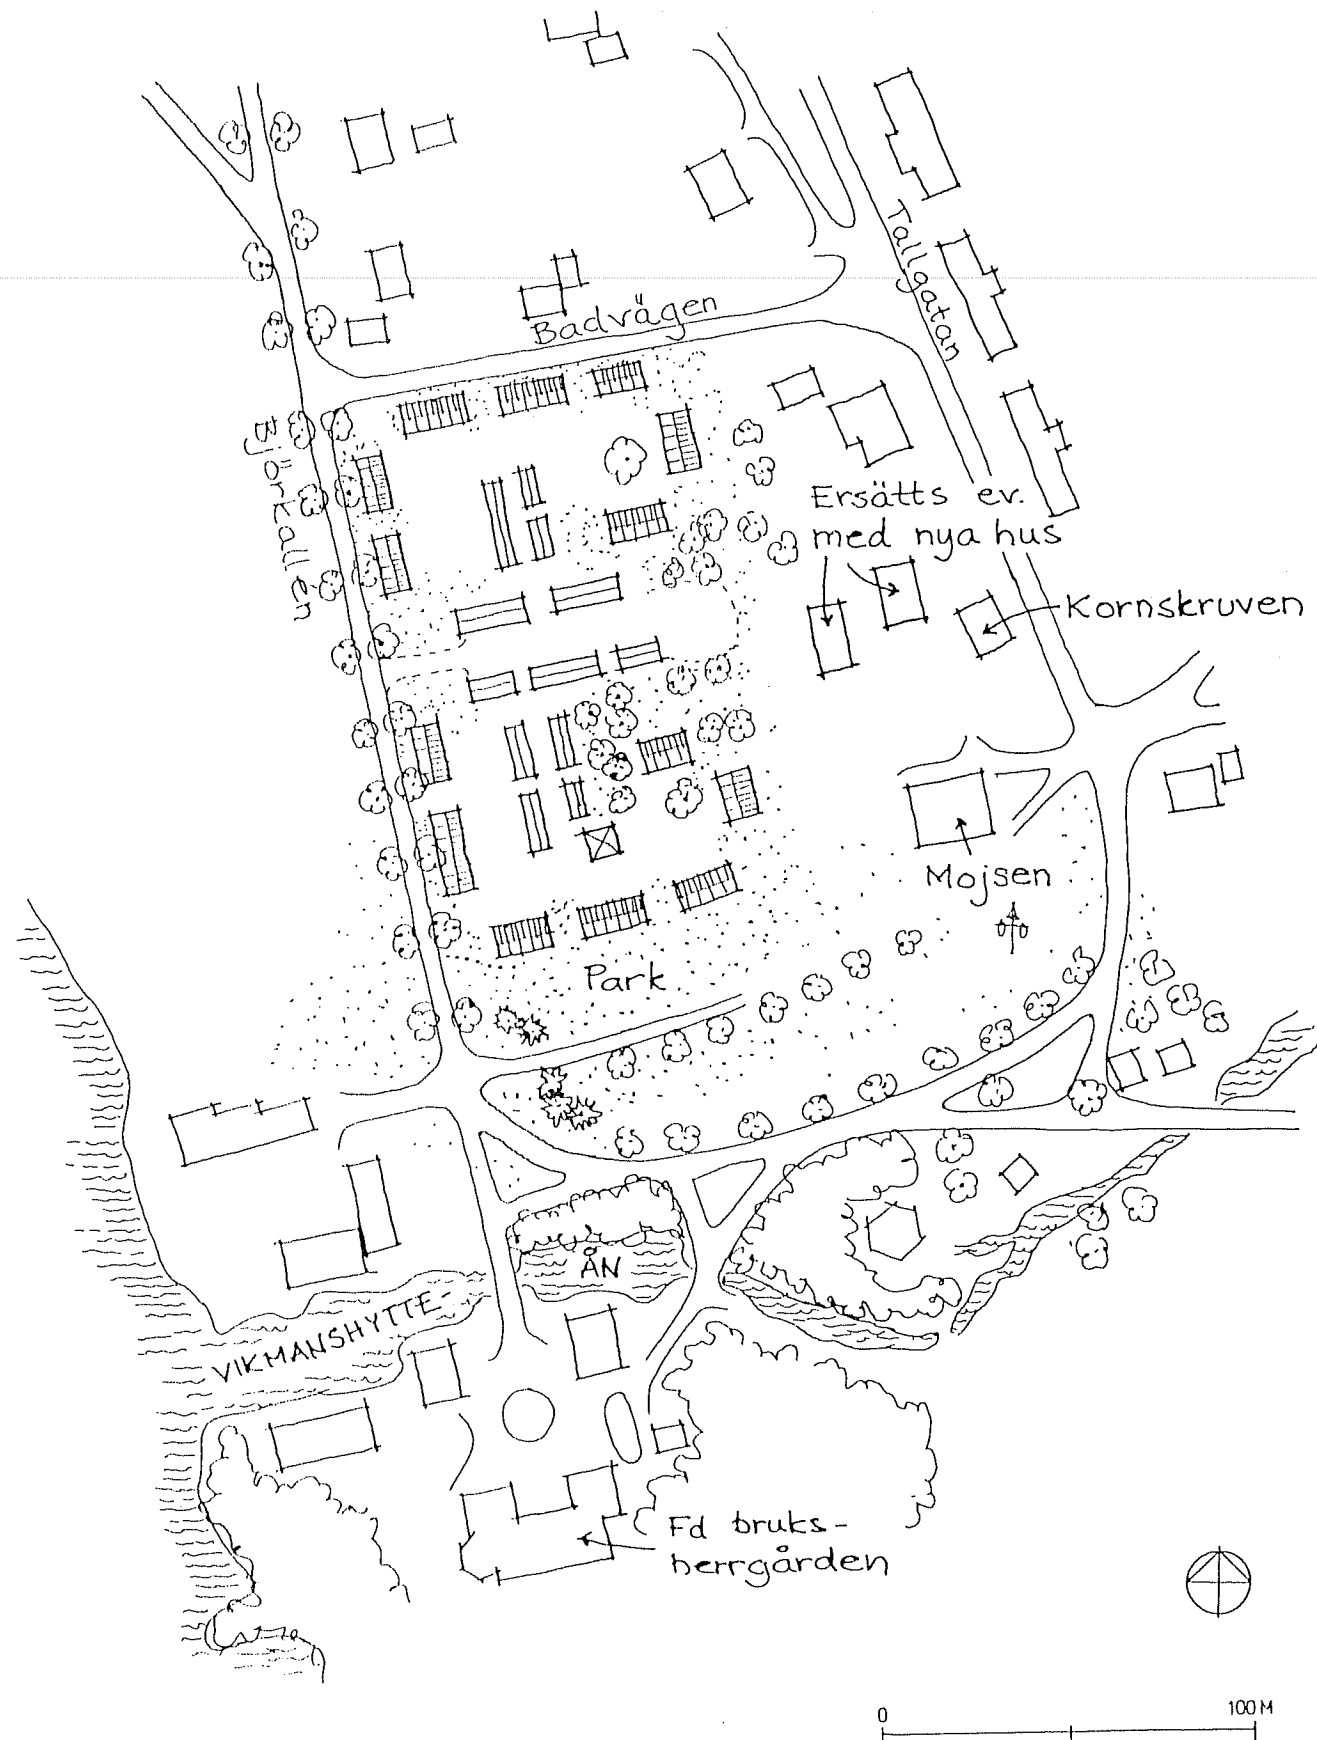 Tallgatan
Badvägen
Björkallén
Ersätts ev.
med nya hus
Kornskruven
Mojsen
Park
ÅN
VIKMANSHYTTE-
Fd bruks-
herrgården
0 100 M